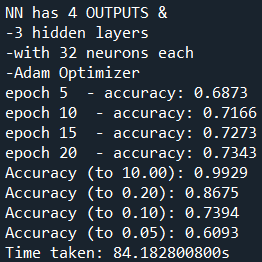 NN has 4 OUTPUTS &
-3 hidden layers
-with 32 neurons each
-Adam Optimizer
epoch 5  - accuracy: 0.6873
epoch 10  - accuracy: 0.7166
epoch 15  - accuracy: 0.7273
epoch 20  - accuracy: 0.7343
Accuracy (to 10.00): 0.9929
Accuracy (to 0.20): 0.8675
Accuracy (to 0.10): 0.7394
Accuracy (to 0.05): 0.6093
Time taken: 84.182800800s